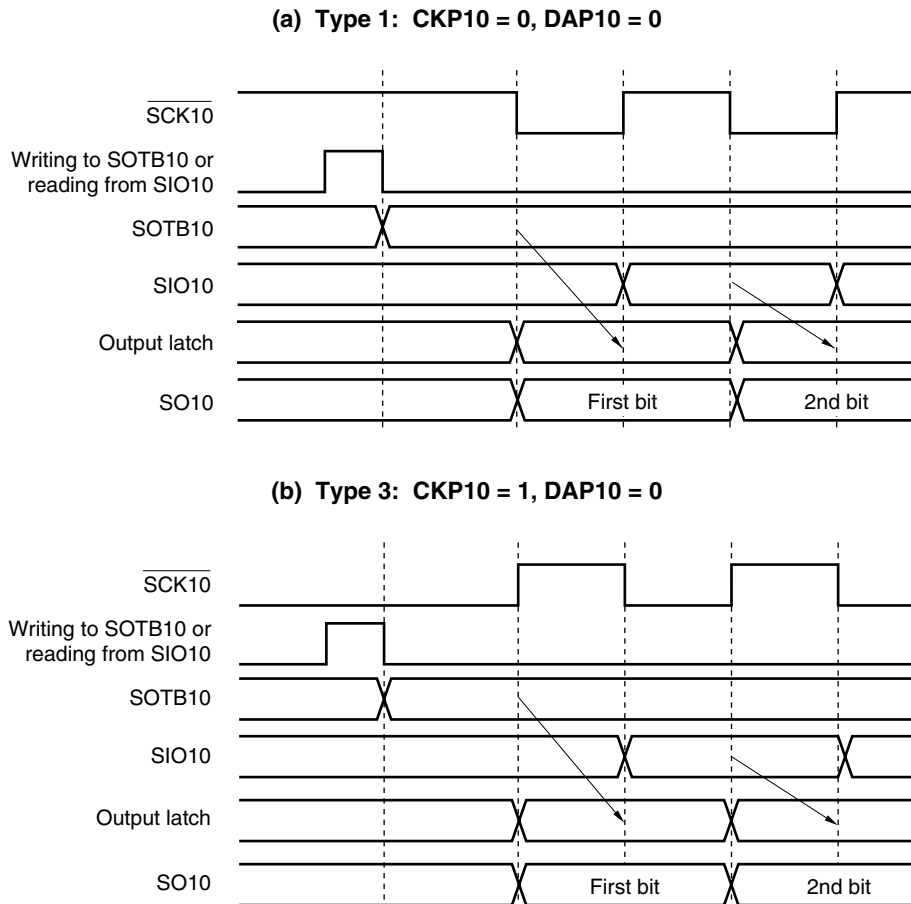 (a) Type 1: CKP10 = 0, DAP10 = 0
SCK10
Writing to SOTB10 or
reading from SIO10
SOTB10
SIO10
Output latch
SO10
First bit
2nd bit
(b) Type 3: CKP10 = 1, DAP10 = 0
SCK10
Writing to SOTB10 or
reading from SIO10
SOTB10
SIO10
Output latch
SO10
First bit
2nd bit